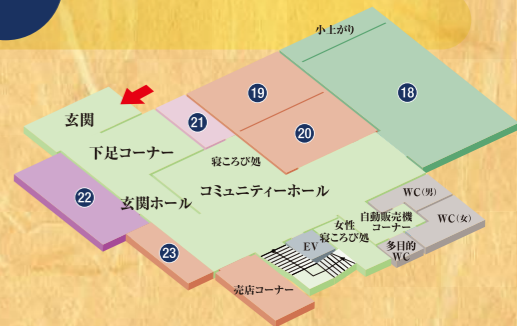 小上がり
18
19
20
21
玄関
下足コーナー
寝ころび処
コミュニティーホール
22
玄関ホール
23
WC(男)
WC(女)
自動販売機
コーナー
女性
寝ころび処
多目的
WC
EV
売店コーナー